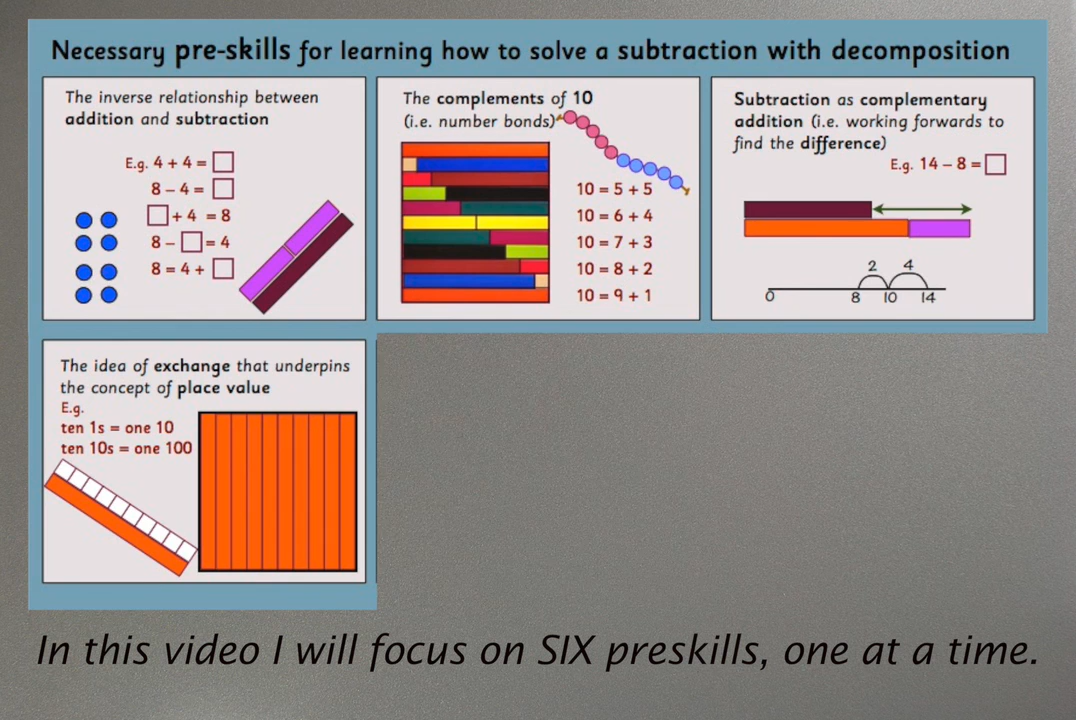 Necessary pre-skills for learning how to solve a subtraction with decomposition
The inverse relationship between
addition and subtraction
E.g. 4 + 4 = □
8 – 4 = □
□ + 4 = 8
8 – □ = 4
8 = 4 + □
The complements of 10
(i.e. number bonds)
10 = 5 + 5
10 = 6 + 4
10 = 7 + 3
10 = 8 + 2
10 = 9 + 1
Subtraction as complementary
addition (i.e. working forwards to
find the difference)
E.g. 14 – 8 = □
2 4
0 8 10 14
The idea of exchange that underpins
the concept of place value
E.g.
ten 1s = one 10
ten 10s = one 100
In this video I will focus on SIX preskills, one at a time.